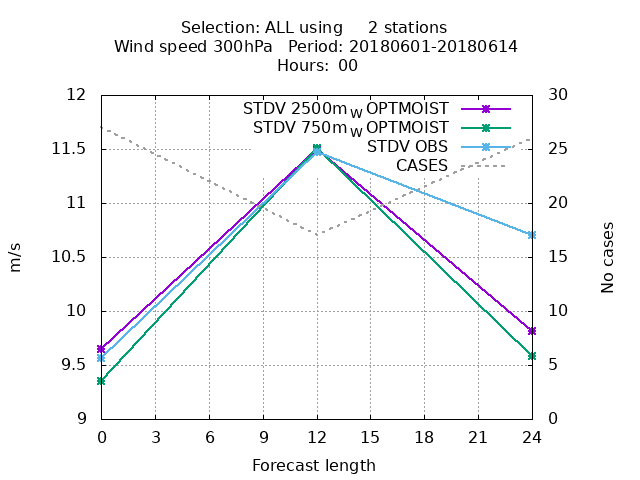 Selection: ALL using     2 stations
Wind speed 300hPa   Period: 20180601-20180614
Hours: 00
12 30
STDV 2500m_W OPTMOIST
STDV 750m_W OPTMOIST
STDV OBS
CASES
11.5 25
11 20
m/s
10.5 15
No cases
10 10
9.5 5
9 0
0 3 6 9 12 15 18 21 24
Forecast length